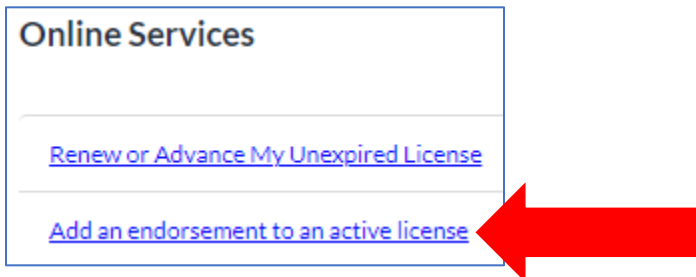 Online Services
Renew or Advance My Unexpired License
Add an endorsement to an active license